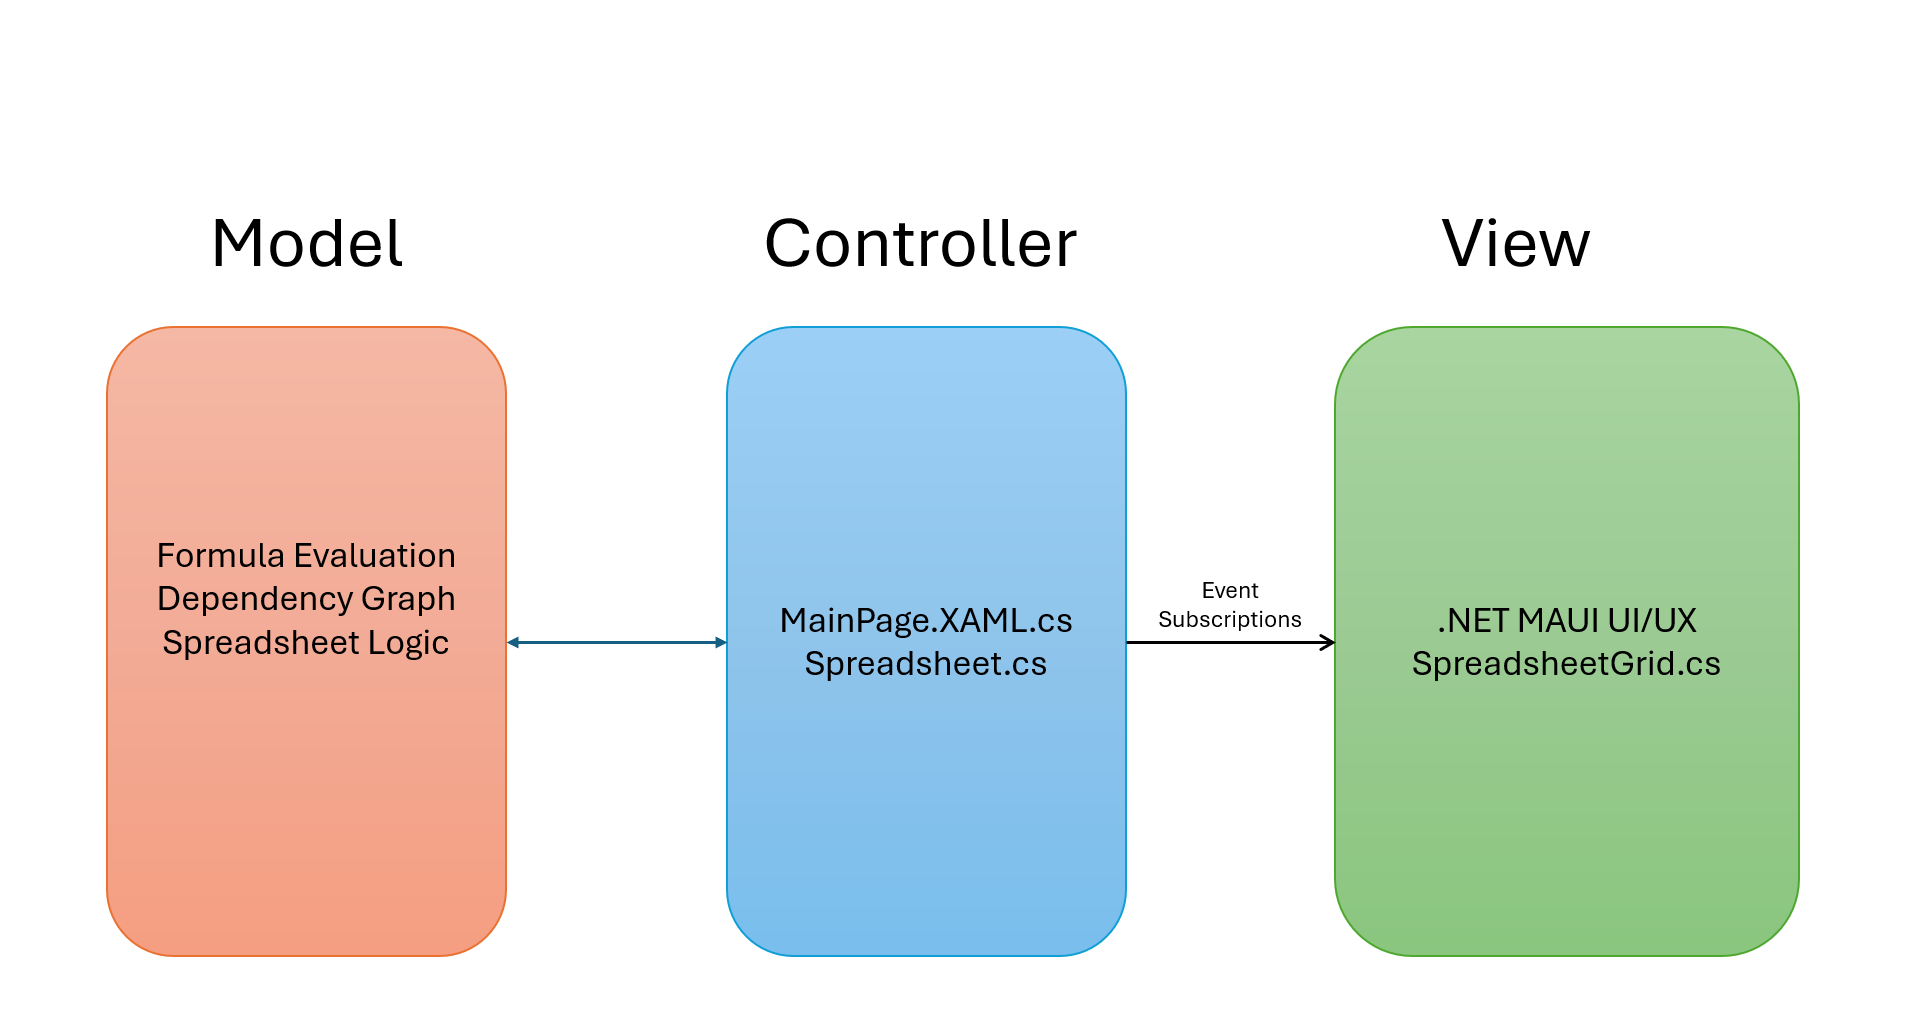 Model
Controller
View
Formula Evaluation
Dependency Graph
Spreadsheet Logic
MainPage.XAML.cs
Spreadsheet.cs
Event
Subscriptions
.NET MAUI UI/UX
SpreadsheetGrid.cs